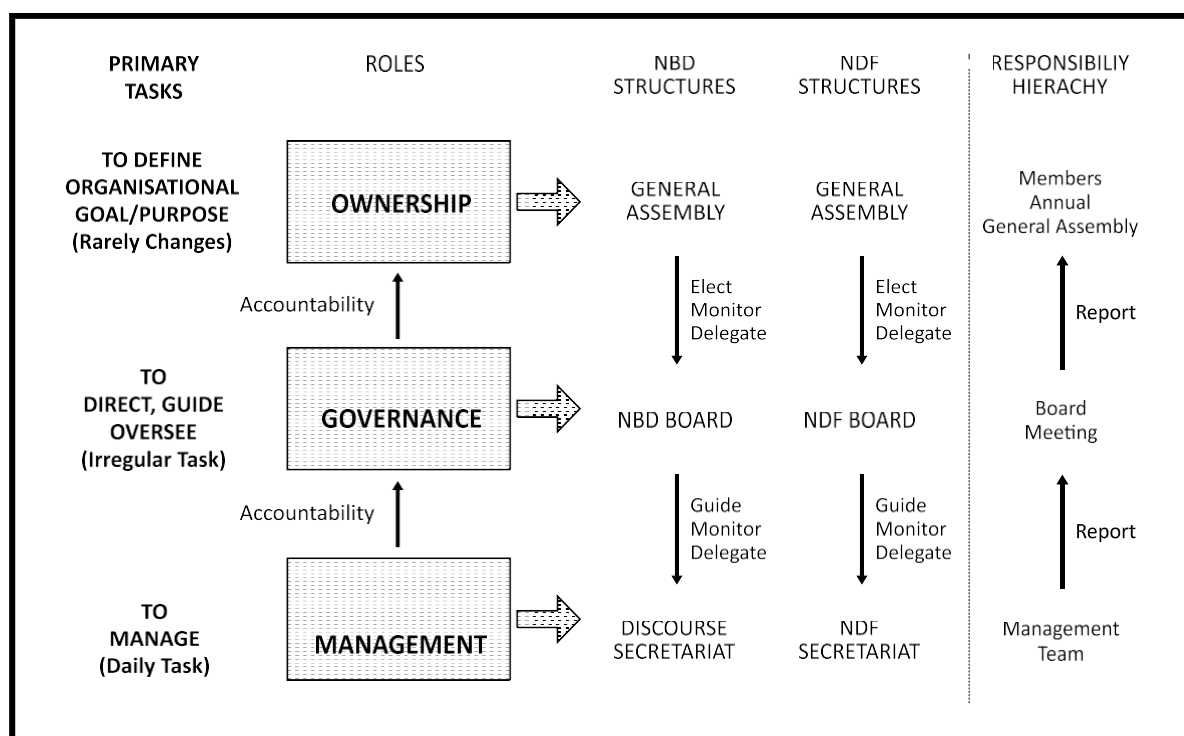 PRIMARY
TASKS
ROLES
NBD
STRUCTURES
NDF
STRUCTURES
RESPONSIBILIY
HIERACHY
TO DEFINE
ORGANISATIONAL
GOAL/PURPOSE
(Rarely Changes)
OWNERSHIP
GENERAL
ASSEMBLY
GENERAL
ASSEMBLY
Members
Annual
General Assembly
Accountability
Elect
Monitor
Delegate
Elect
Monitor
Delegate
Report
TO
DIRECT, GUIDE
OVERSEE
(Irregular Task)
GOVERNANCE
NBD BOARD
NDF BOARD
Board
Meeting
Accountability
Guide
Monitor
Delegate
Guide
Monitor
Delegate
Report
TO
MANAGE
(Daily Task)
MANAGEMENT
DISCOURSE
SECRETARIAT
NDF
SECRETARIAT
Management
Team